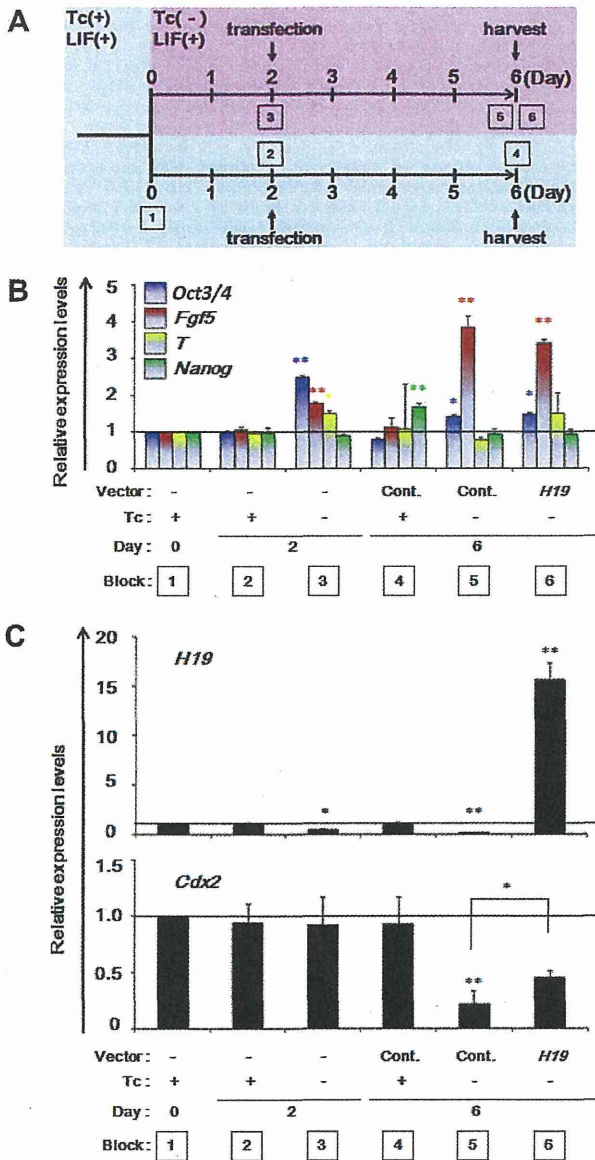 A
Tc(+)
LIF(+)
Tc(-)
LIF(+)
transfection
harvest
0 1 2 3 4 5 6 (Day)
3 5 6
2 4
0 1 2 3 4 5 6 (Day)
1
transfection
harvest
B
Relative expression levels
5
4
3
2
1
0
Oct3/4
Fgf5
T
Nanog
** ** * ** * ** * **
Vector: - - - Cont. Cont. H19
Tc: + + - + - -
Day: 0 2 6
Block: 1 2 3 4 5 6
C
Relative expression levels
20
15
10
5
0
H19
* ** **
1.5
1.0
0.5
0
Cdx2
*
**
Vector: - - - Cont. Cont. H19
Tc: + + - + - -
Day: 0 2 6
Block: 1 2 3 4 5 6